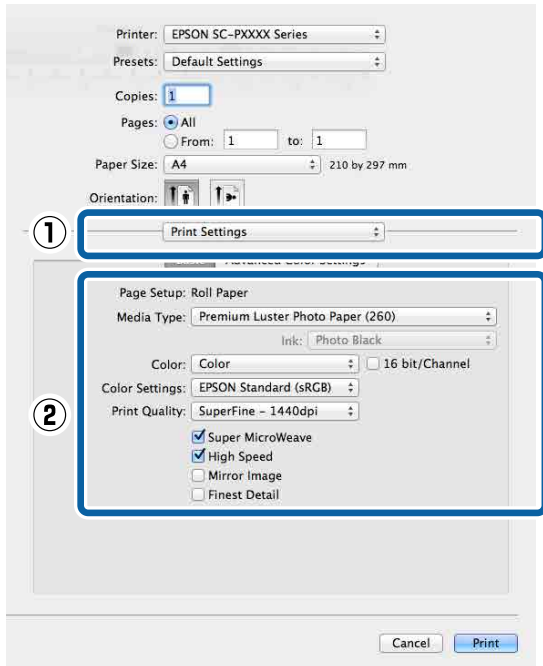 Printer: EPSON SC-PXXXX Series
Presets: Default Settings
Copies: 1
Pages: All
From: 1 to: 1
Paper Size: A4 210 by 297 mm
Orientation:
① Print Settings
Advanced Color Settings
Page Setup: Roll Paper
Media Type: Premium Luster Photo Paper (260)
Ink: Photo Black
Color: Color 16 bit/Channel
Color Settings: EPSON Standard (sRGB)
② Print Quality: SuperFine - 1440dpi
Super MicroWeave
High Speed
Mirror Image
Finest Detail
Cancel Print